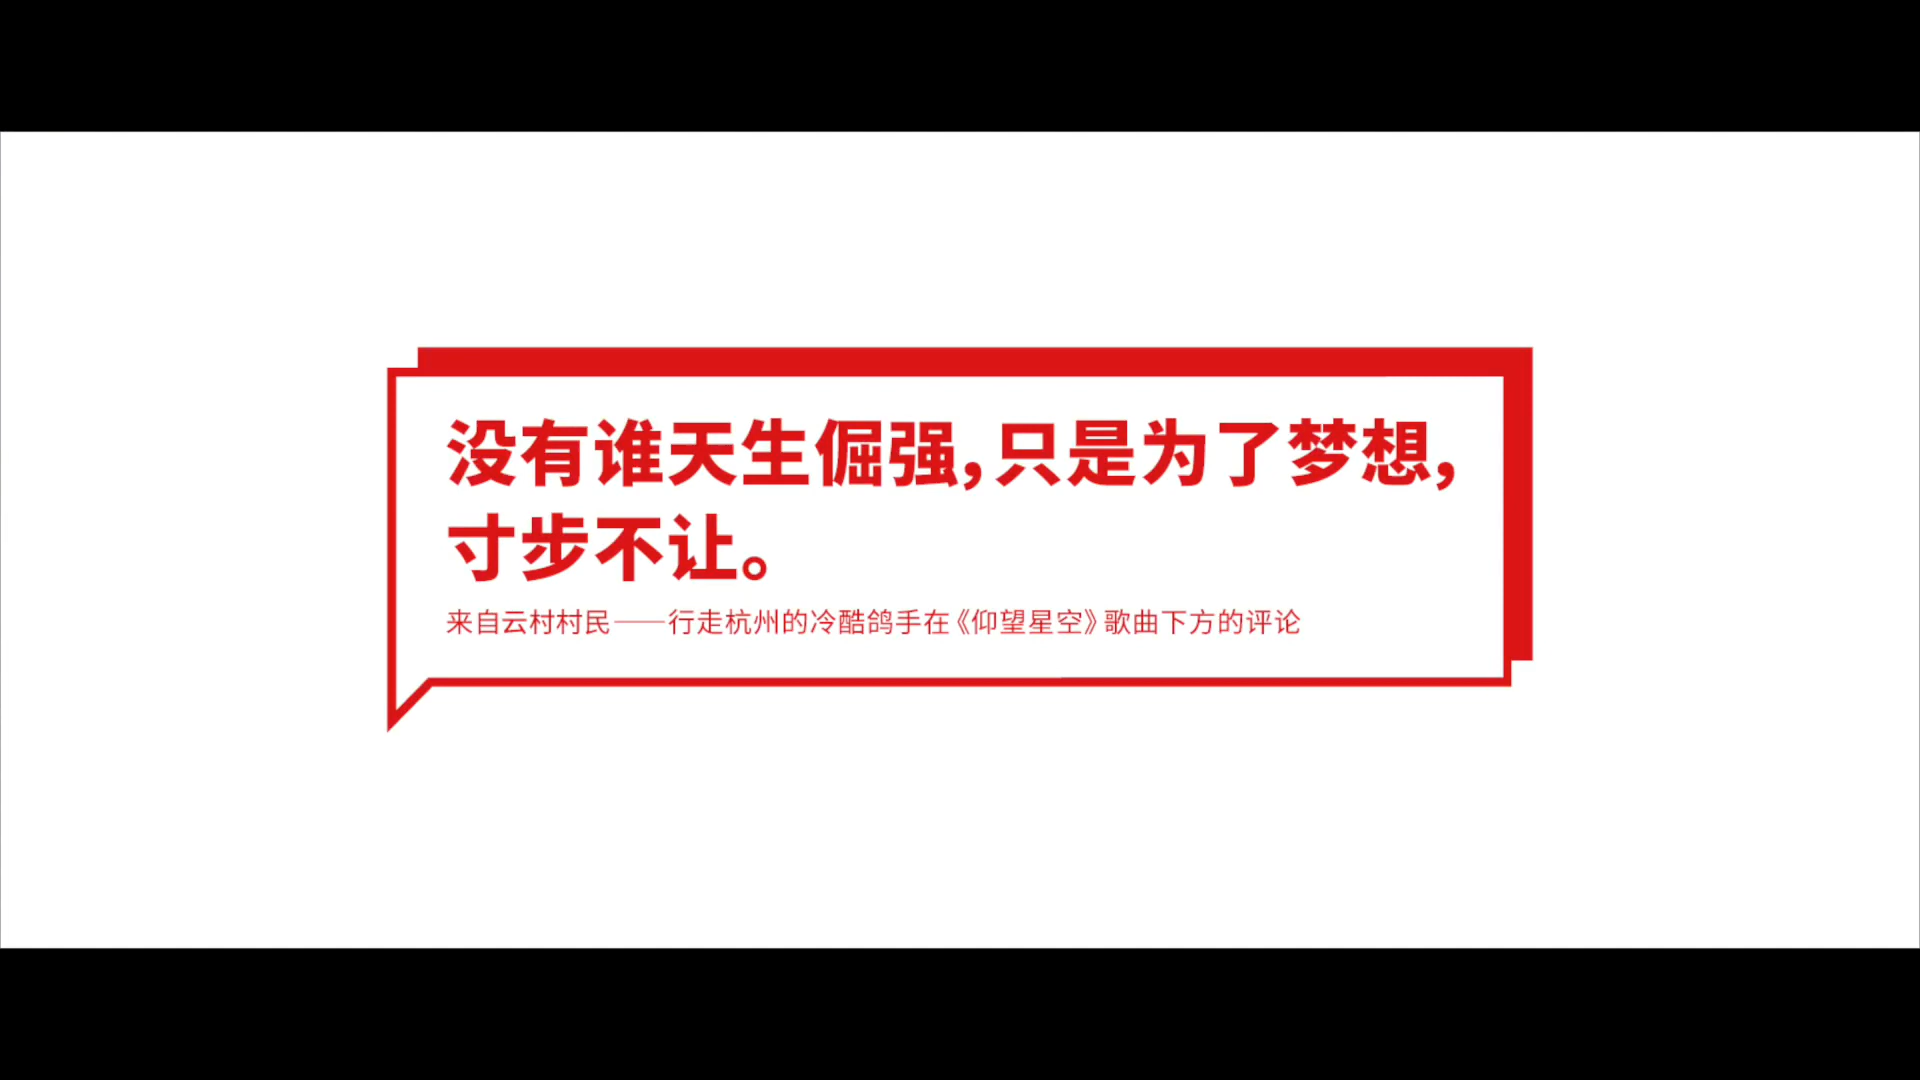 没有谁天生倔强，只是为了梦想，
寸步不让。
来自云村村民——行走杭州的冷酷鸽手在《仰望星空》歌曲下方的评论